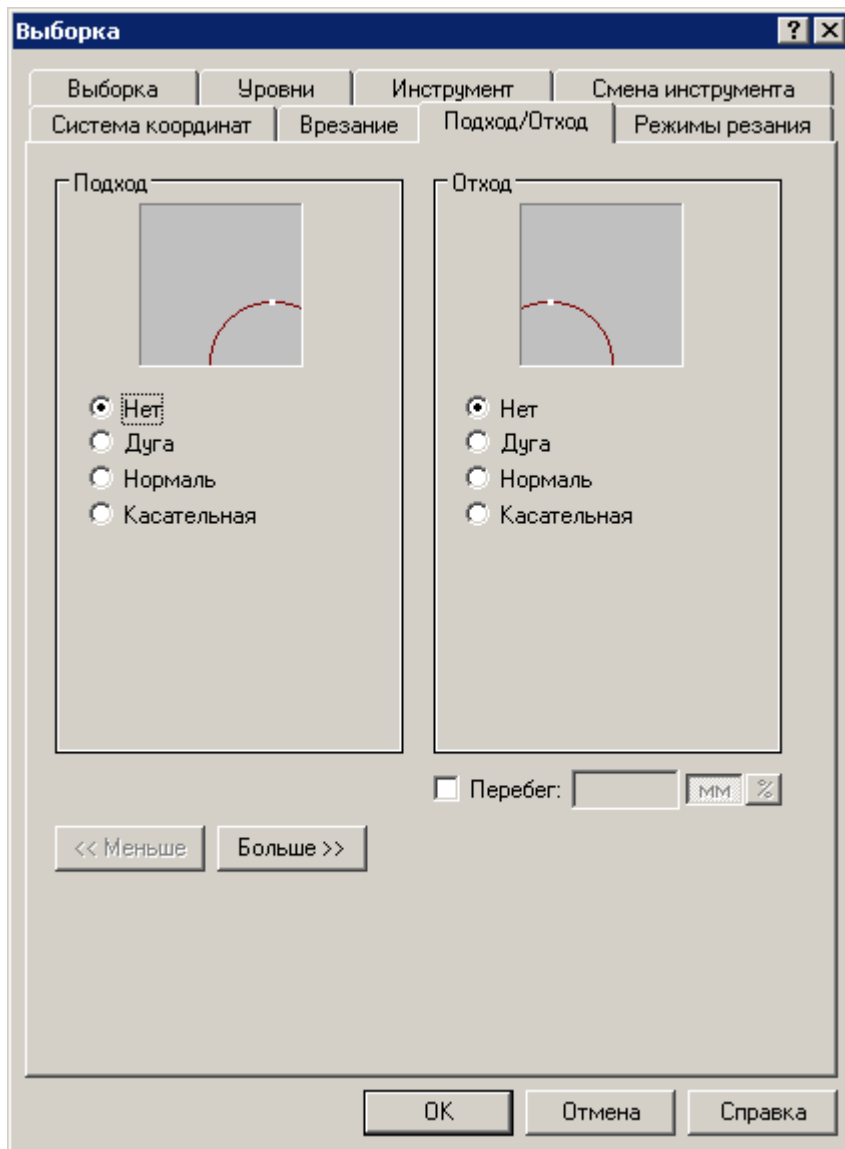 Выборка
Выборка Уровни Инструмент Смена инструмента
Система координат Врезание Подход/Отход Режимы резания
Подход Отход
Нет Нет
Дуга Дуга
Нормаль Нормаль
Касательная Касательная
Перебег: мм %
<< Меньше Больше >>
OK Отмена Справка